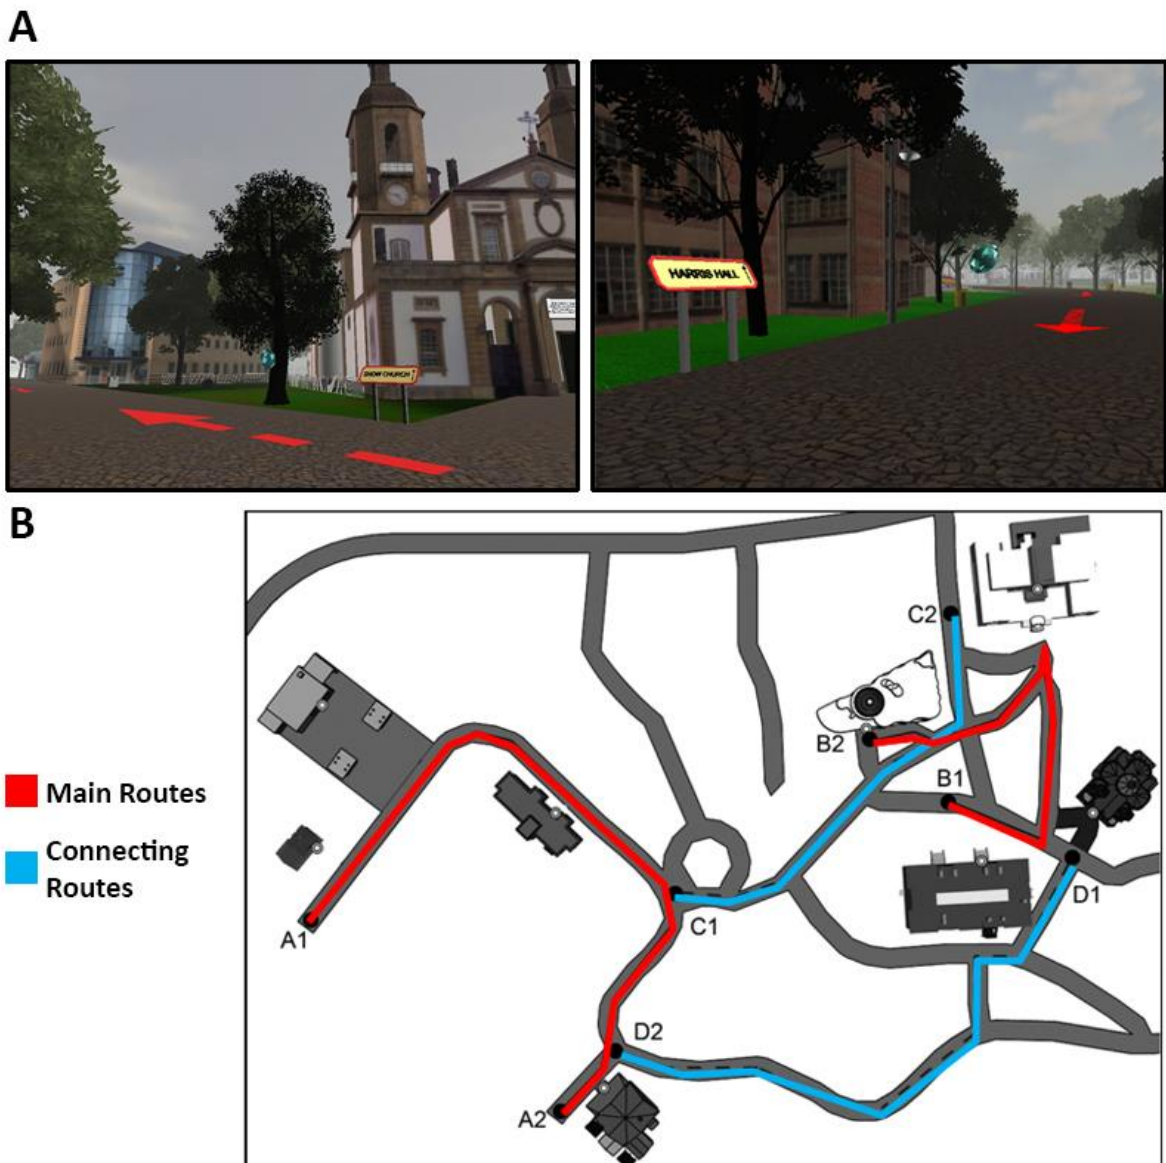 A
SNOW CHURCH
HARRIS HALL
B
C2
B2
B1
Main Routes
Connecting
Routes
D1
A1
C1
D2
A2